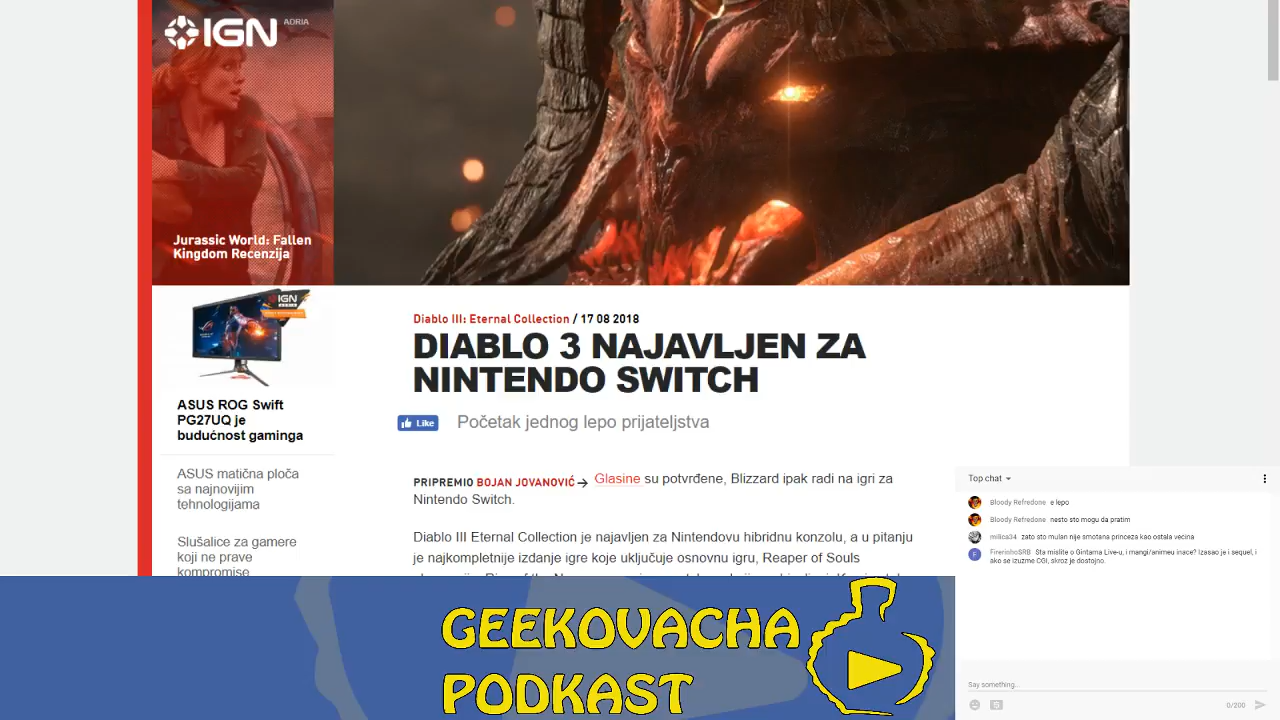 IGN ADRIA
Jurassic World: Fallen
Kingdom Recenzija
ASUS ROG Swift
PG27UQ je
budućnost gaminga
ASUS matična ploča
sa najnovijim
tehnologijama
Slušalice za gamere
koji ne prave
kompromise
Diablo III: Eternal Collection / 17 08 2018
DIABLO 3 NAJAVLJEN ZA
NINTENDO SWITCH
Like
Početak jednog lepo prijateljstva
PRIPREMIO BOJAN JOVANOVIĆ → Glasine su potvrđene, Blizzard ipak radi na igri za
Nintendo Switch.
Diablo III Eternal Collection je najavljen za Nintendovu hibridnu konzolu, a u pitanju
je najkompletnije izdanje igre koje uključuje osnovnu igru, Reaper of Souls
Top chat
Bloody Refredone e lepo
Bloody Refredone nesto sto mogu da pratim
milica34 zato sto mulan nije smotana princeza kao ostala vecina
FirerishoSRB Sta mislite o Gintama Live-u, i mangi/animeu inace? Izasao je i sequel, i
ako se izuzme CGI, skroz je dostojno.
Say something...
0/200
GEEKOVACHA
PODKAST